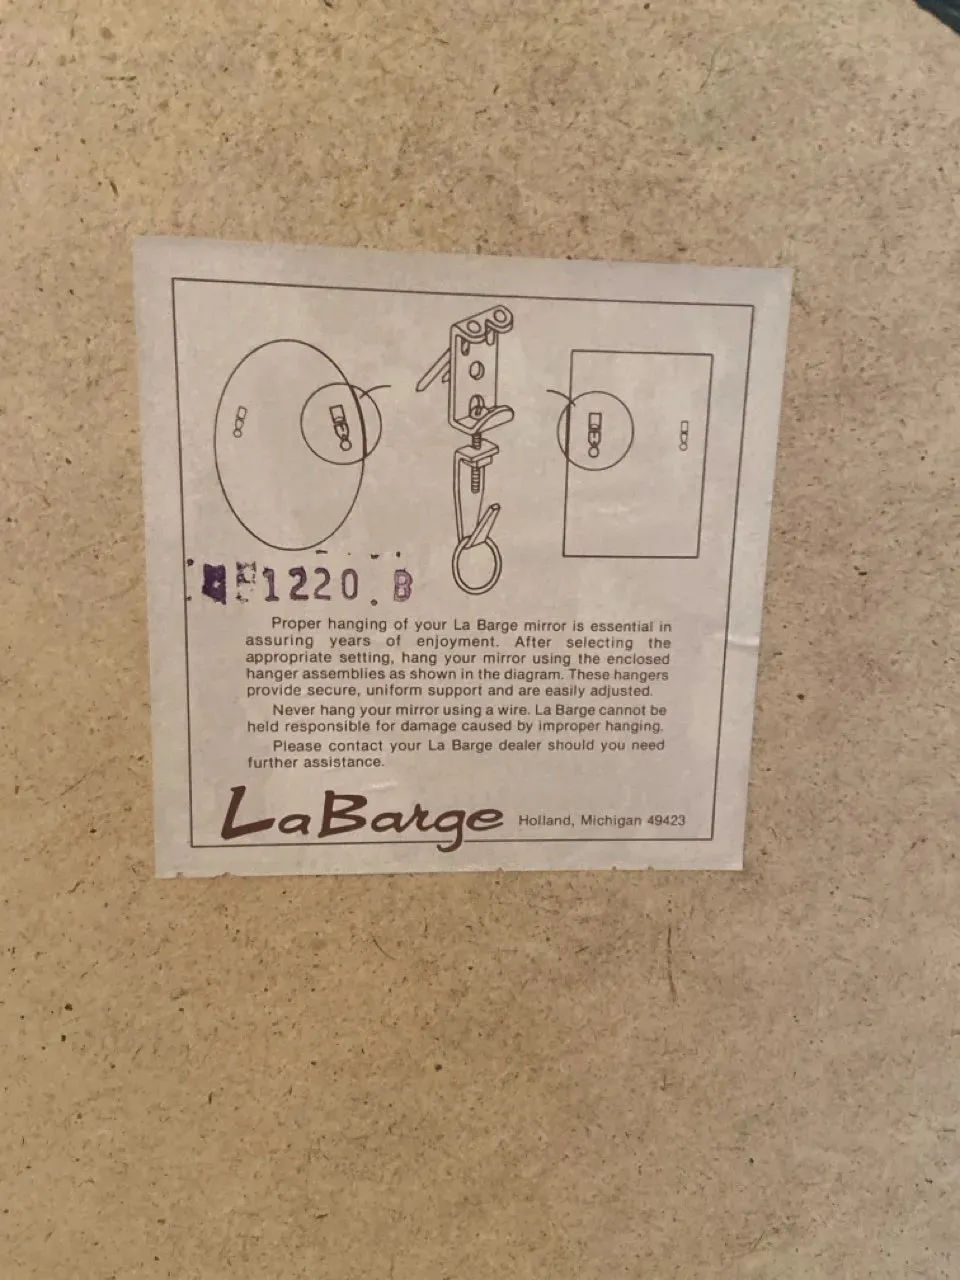 1220 B
Proper hanging of your La Barge mirror is essential in
assuring years of enjoyment. After selecting the
appropriate setting, hang your mirror using the enclosed
hanger assemblies as shown in the diagram. These hangers
provide secure, uniform support and are easily adjusted.
Never hang your mirror using a wire. La Barge cannot be
held responsible for damage caused by improper hanging.
Please contact your La Barge dealer should you need
further assistance.
LaBarge Holland, Michigan 49423